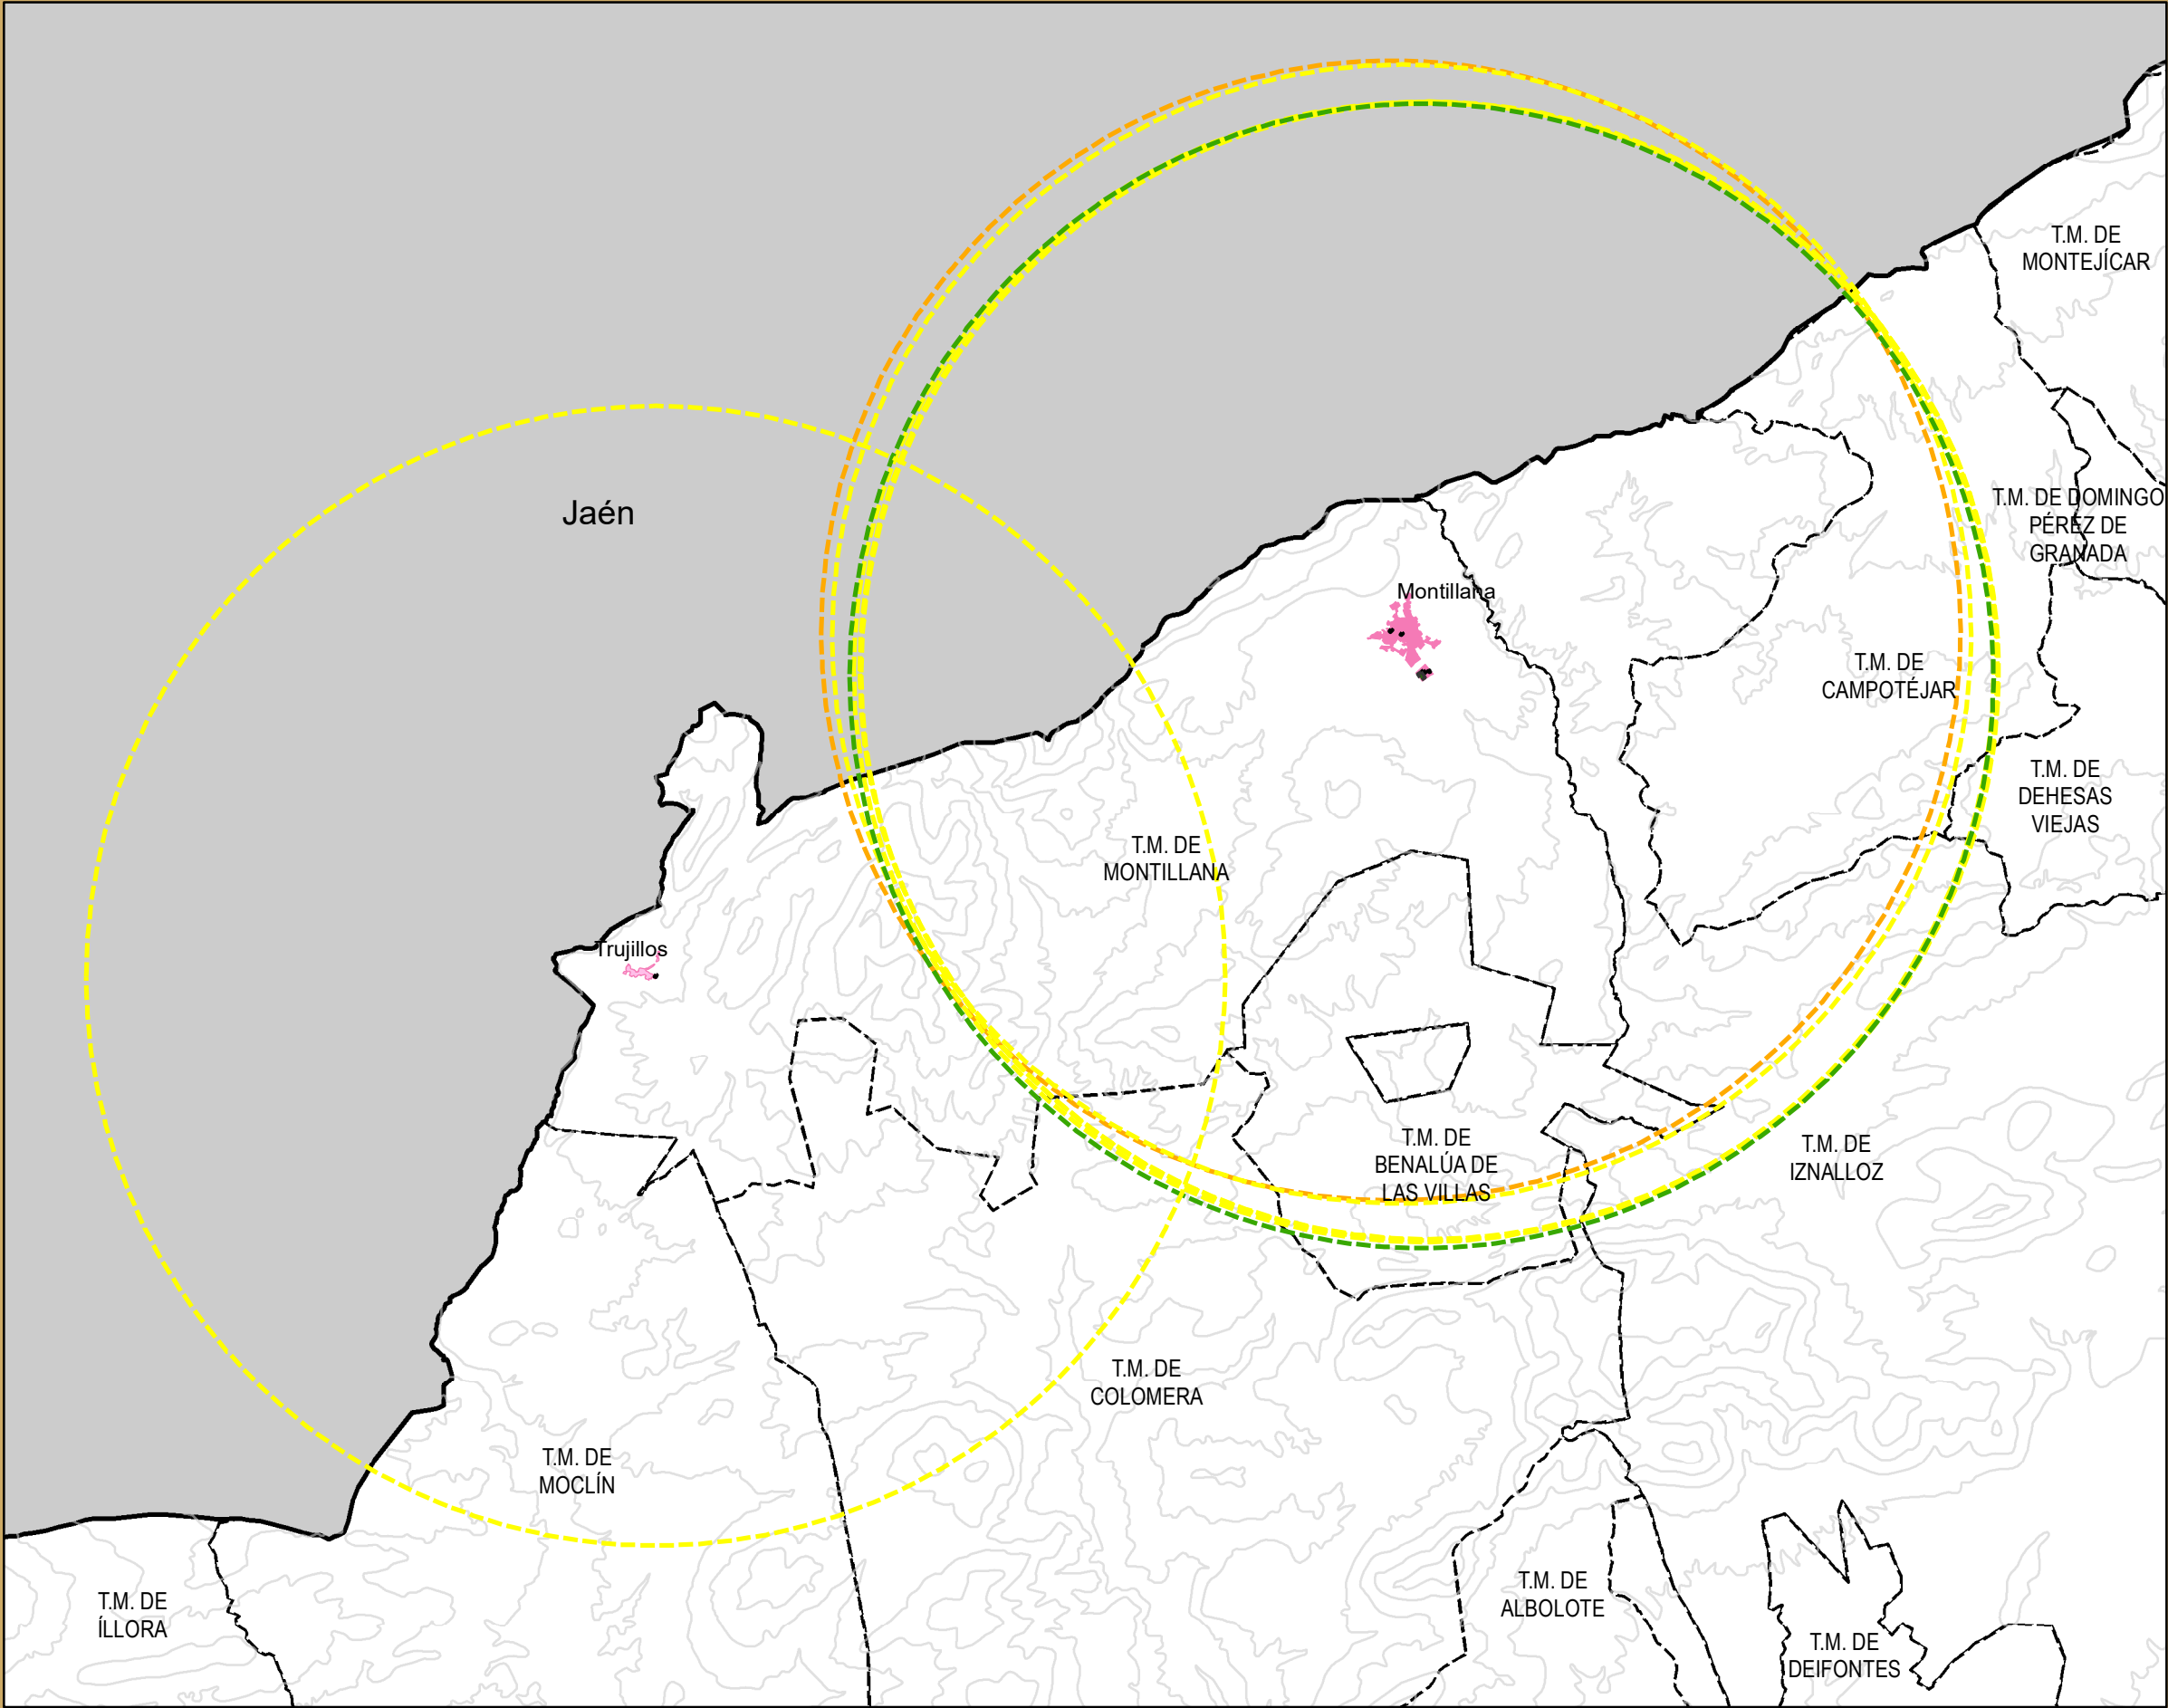 T.M. DE
MONTEJÍCAR
Jaén
T.M. DE DOMINGO
PÉREZ DE
GRANADA
Montillana
T.M. DE
CAMPOTÉJAR
T.M. DE
DEHESAS
VIEJAS
T.M. DE
MONTILLANA
Trujillos
T.M. DE
BENALÚA DE
LAS VILLAS
T.M. DE
IZNALLOZ
T.M. DE
COLOMERA
T.M. DE
MOCLÍN
T.M. DE
ÍLLORA
T.M. DE
ALBOLOTE
T.M. DE
DEIFONTES